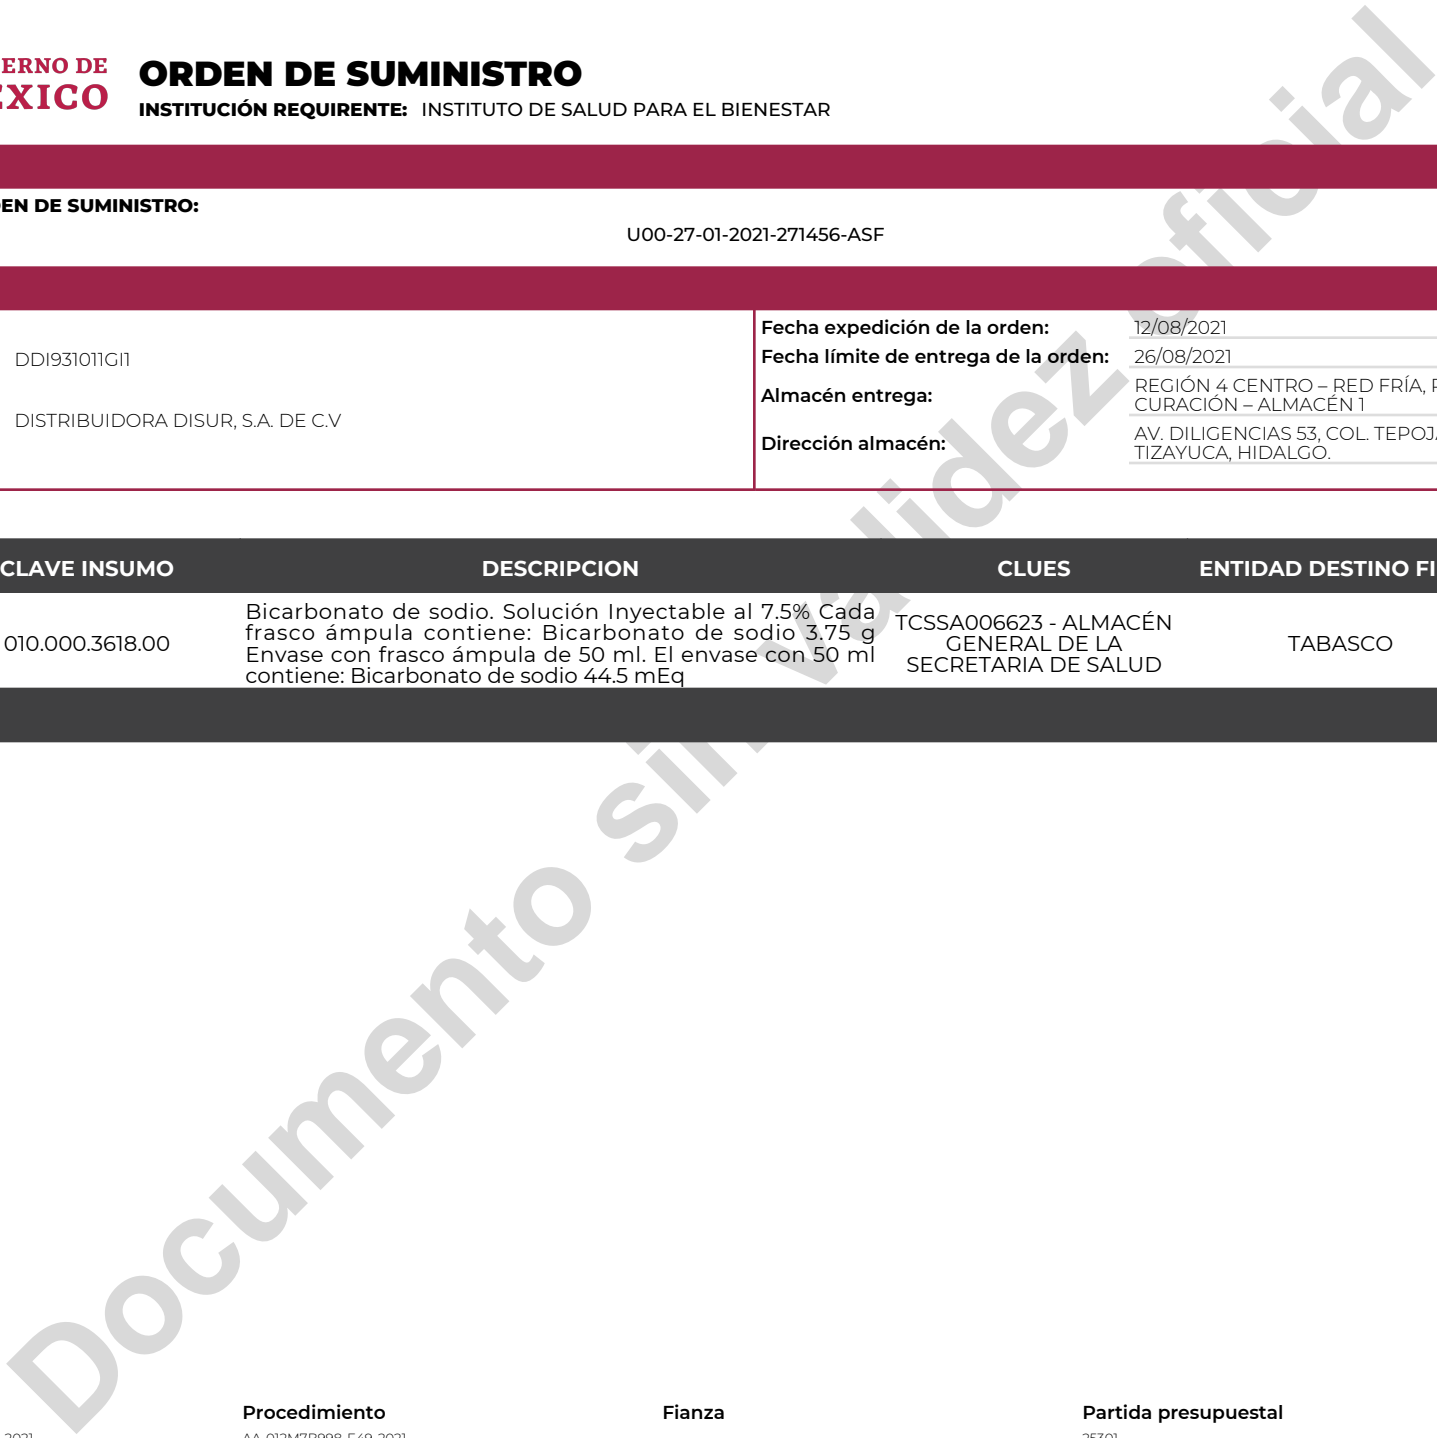 ERNO DE
EXICO
ORDEN DE SUMINISTRO
INSTITUCIÓN REQUIRENTE: INSTITUTO DE SALUD PARA EL BIENESTAR
EN DE SUMINISTRO:
U00-27-01-2021-271456-ASF
DDI931011GI1
DISTRIBUIDORA DISUR, S.A. DE C.V
Fecha expedición de la orden: 12/08/2021
Fecha límite de entrega de la orden: 26/08/2021
Almacén entrega: REGIÓN 4 CENTRO – RED FRÍA,
CURACIÓN – ALMACÉN 1
Dirección almacén: AV. DILIGENCIAS 53, COL. TEPOJ
TIZAYUCA, HIDALGO.
CLAVE INSUMO DESCRIPCION CLUES ENTIDAD DESTINO FI
010.000.3618.00
Bicarbonato de sodio. Solución Inyectable al 7.5% Cada
frasco ámpula contiene: Bicarbonato de sodio 3.75 g
Envase con frasco ámpula de 50 ml. El envase con 50 ml
contiene: Bicarbonato de sodio 44.5 mEq
TCSSA006623 - ALMACÉN
GENERAL DE LA
SECRETARIA DE SALUD
TABASCO
Documento sin validez oficial
Procedimiento Fianza Partida presupuestal